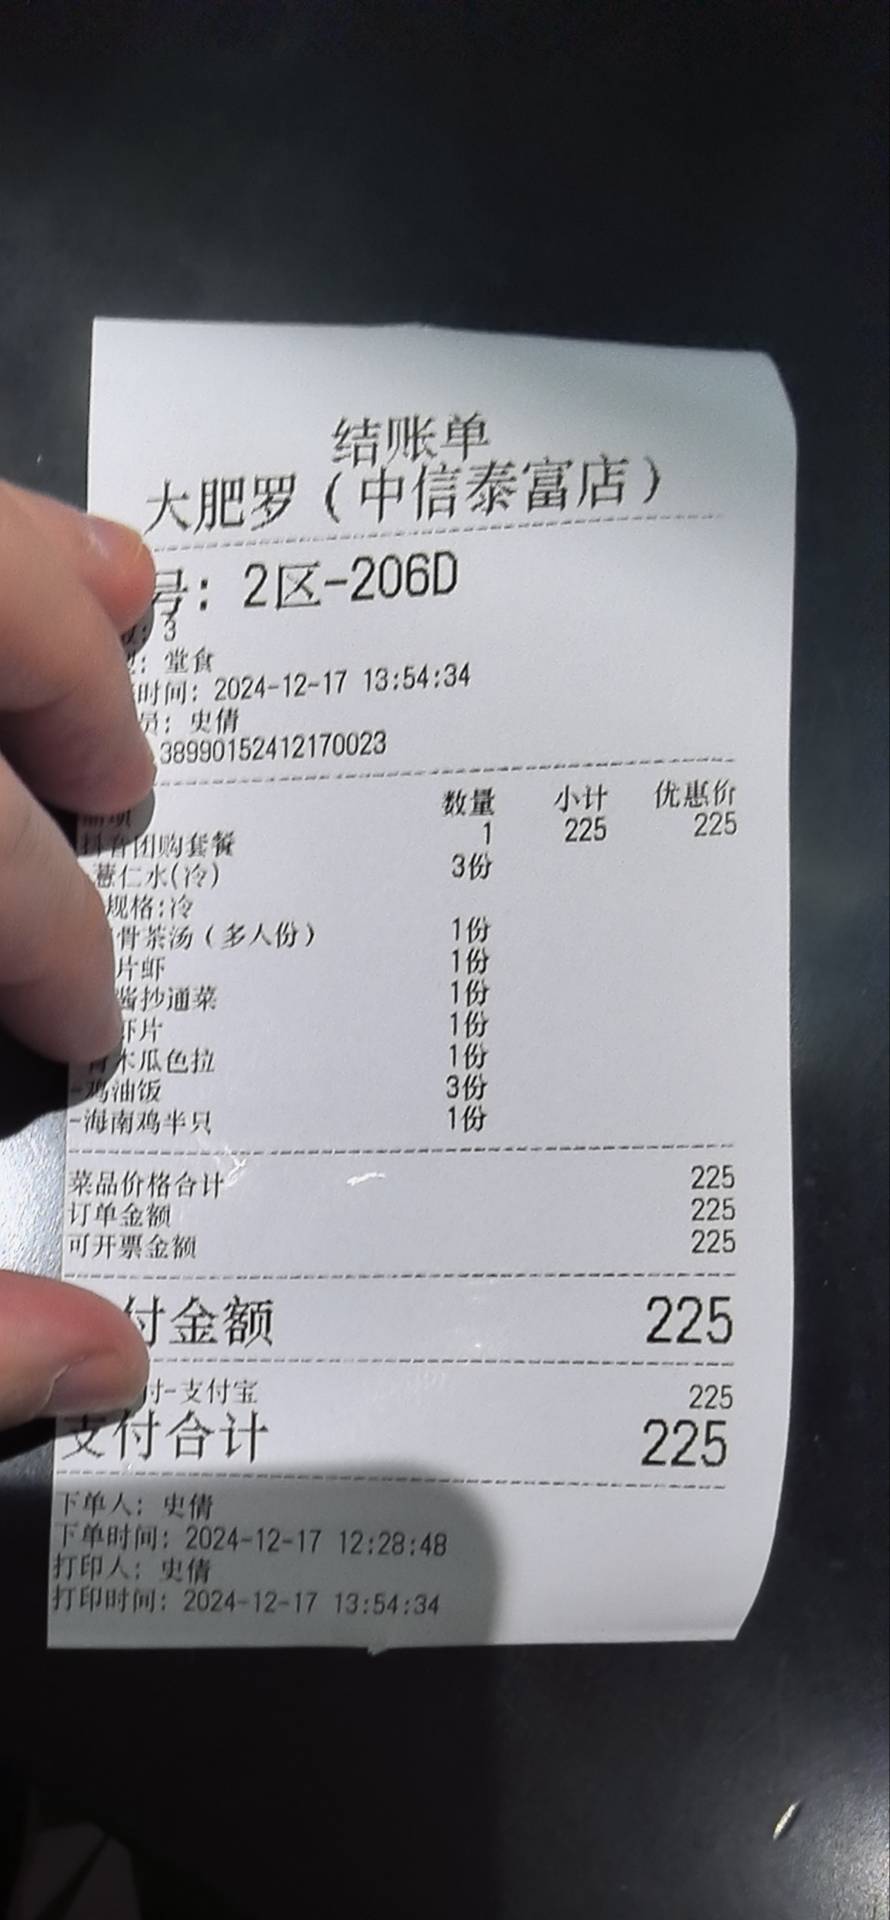 结账单
大肥罗（中信泰富店）
号: 2区-206D
: 3
: 堂食
时间: 2024-12-17 13:54:34
员: 史倩
38990152412170023
数量 小计 优惠价
抖音团购套餐 1 225 225
薏仁水(冷) 3份
规格:冷
骨茶汤（多人份） 1份
片虾 1份
酱抄通菜 1份
虾片 1份
青木瓜色拉 1份
-鸡油饭 3份
-海南鸡半只 1份
菜品价格合计 225
订单金额 225
可开票金额 225
付金额 225
付-支付宝 225
支付合计 225
下单人: 史倩
下单时间: 2024-12-17 12:28:48
打印人: 史倩
打印时间: 2024-12-17 13:54:34